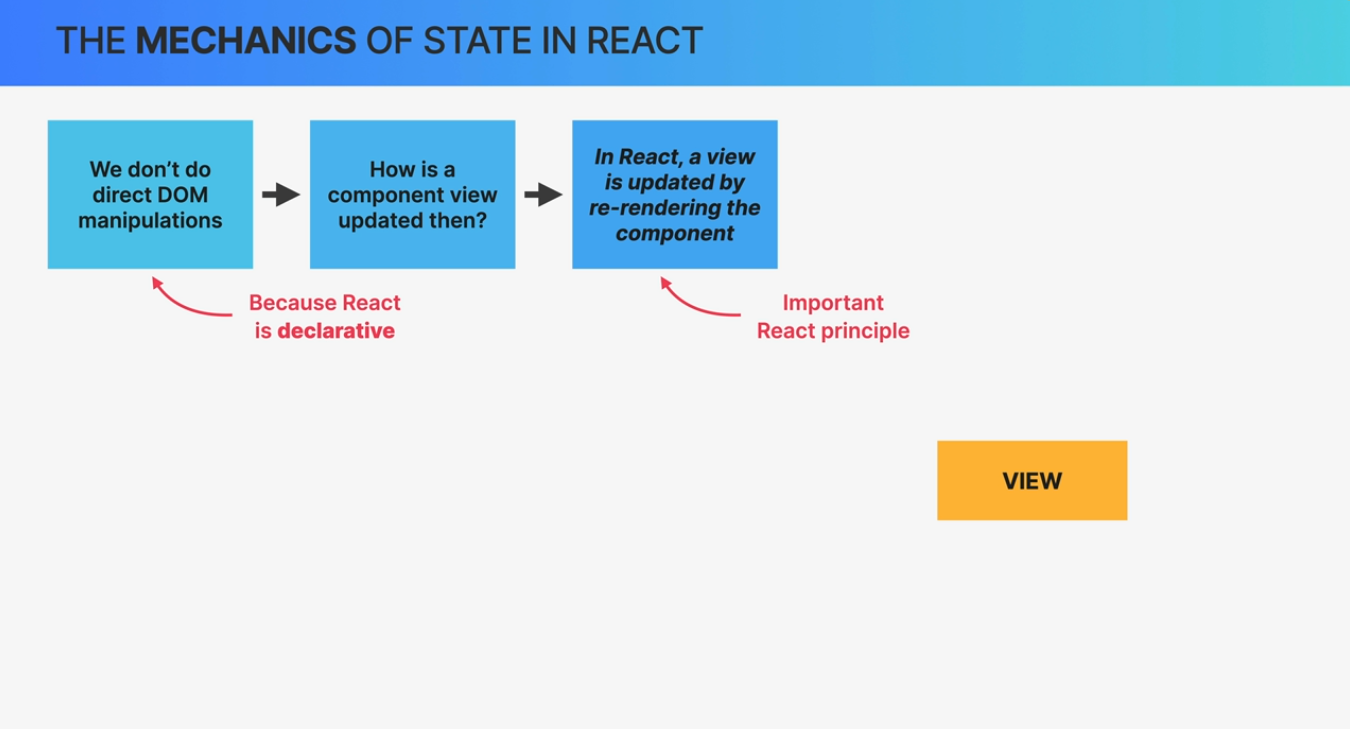 THE MECHANICS OF STATE IN REACT
We don’t do
direct DOM
manipulations
How is a
component view
updated then?
In React, a view
is updated by
re-rendering the
component
Because React
is declarative
Important
React principle
VIEW